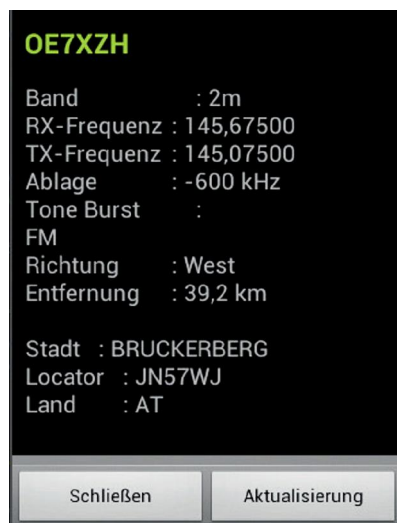 OE7XZH
Band : 2m
RX-Frequenz : 145,67500
TX-Frequenz : 145,07500
Ablage : -600 kHz
Tone Burst :
FM
Richtung : West
Entfernung : 39,2 km
Stadt : BRUCKERBERG
Locator : JN57WJ
Land : AT
Schließen Aktualisierung